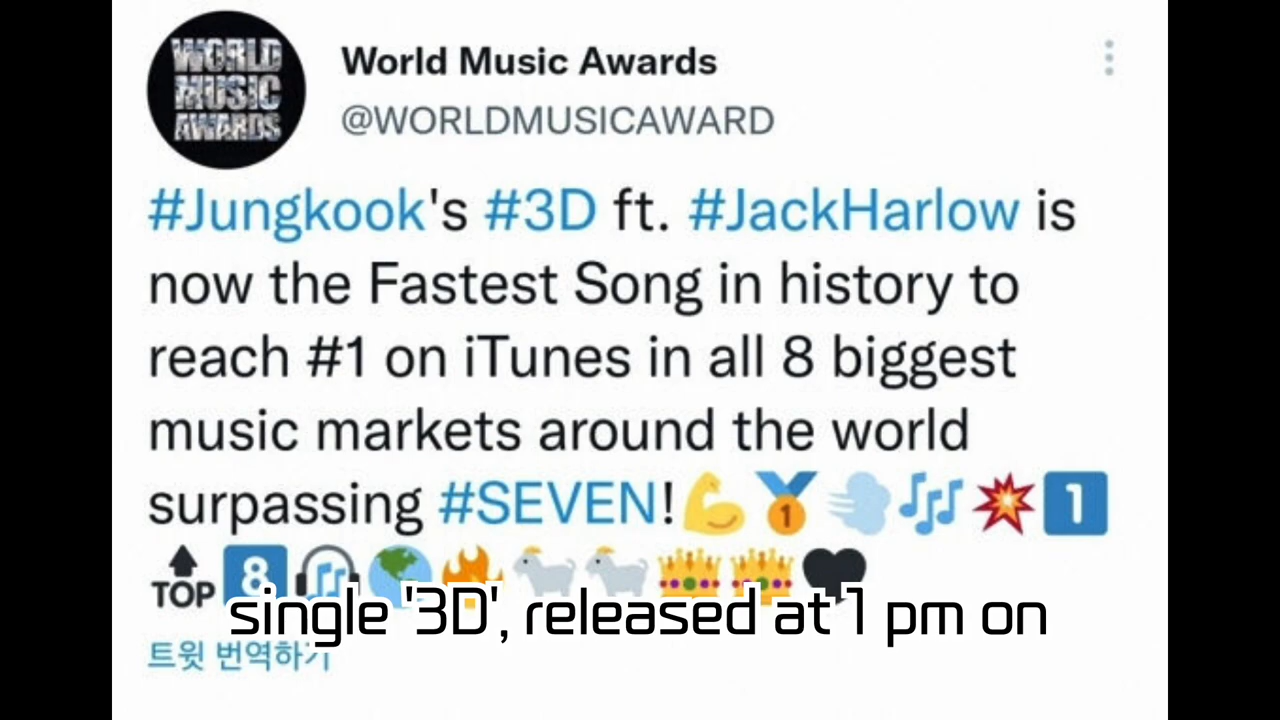 WORLD
MUSIC
AWARDS
World Music Awards
@WORLDMUSICAWARD
#Jungkook's #3D ft. #JackHarlow is
now the Fastest Song in history to
reach #1 on iTunes in all 8 biggest
music markets around the world
surpassing #SEVEN!💪🥇💨🎶💥1️⃣
🔝8️⃣🎧🌎🔥🐐🐐👑👑🖤
single '3D', released at 1 pm on
트윗 번역하기